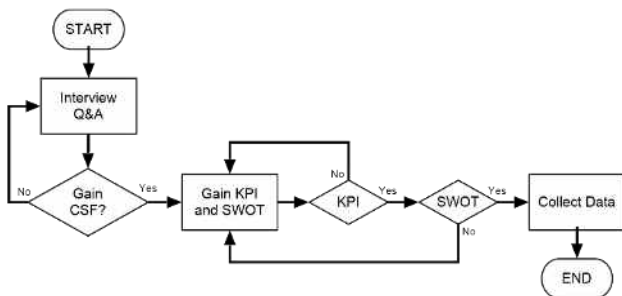 START
Interview
Q&A
No
Gain
CSF?
Yes
Gain KPI
and SWOT
No
KPI
Yes
SWOT
Yes
No
Collect Data
END